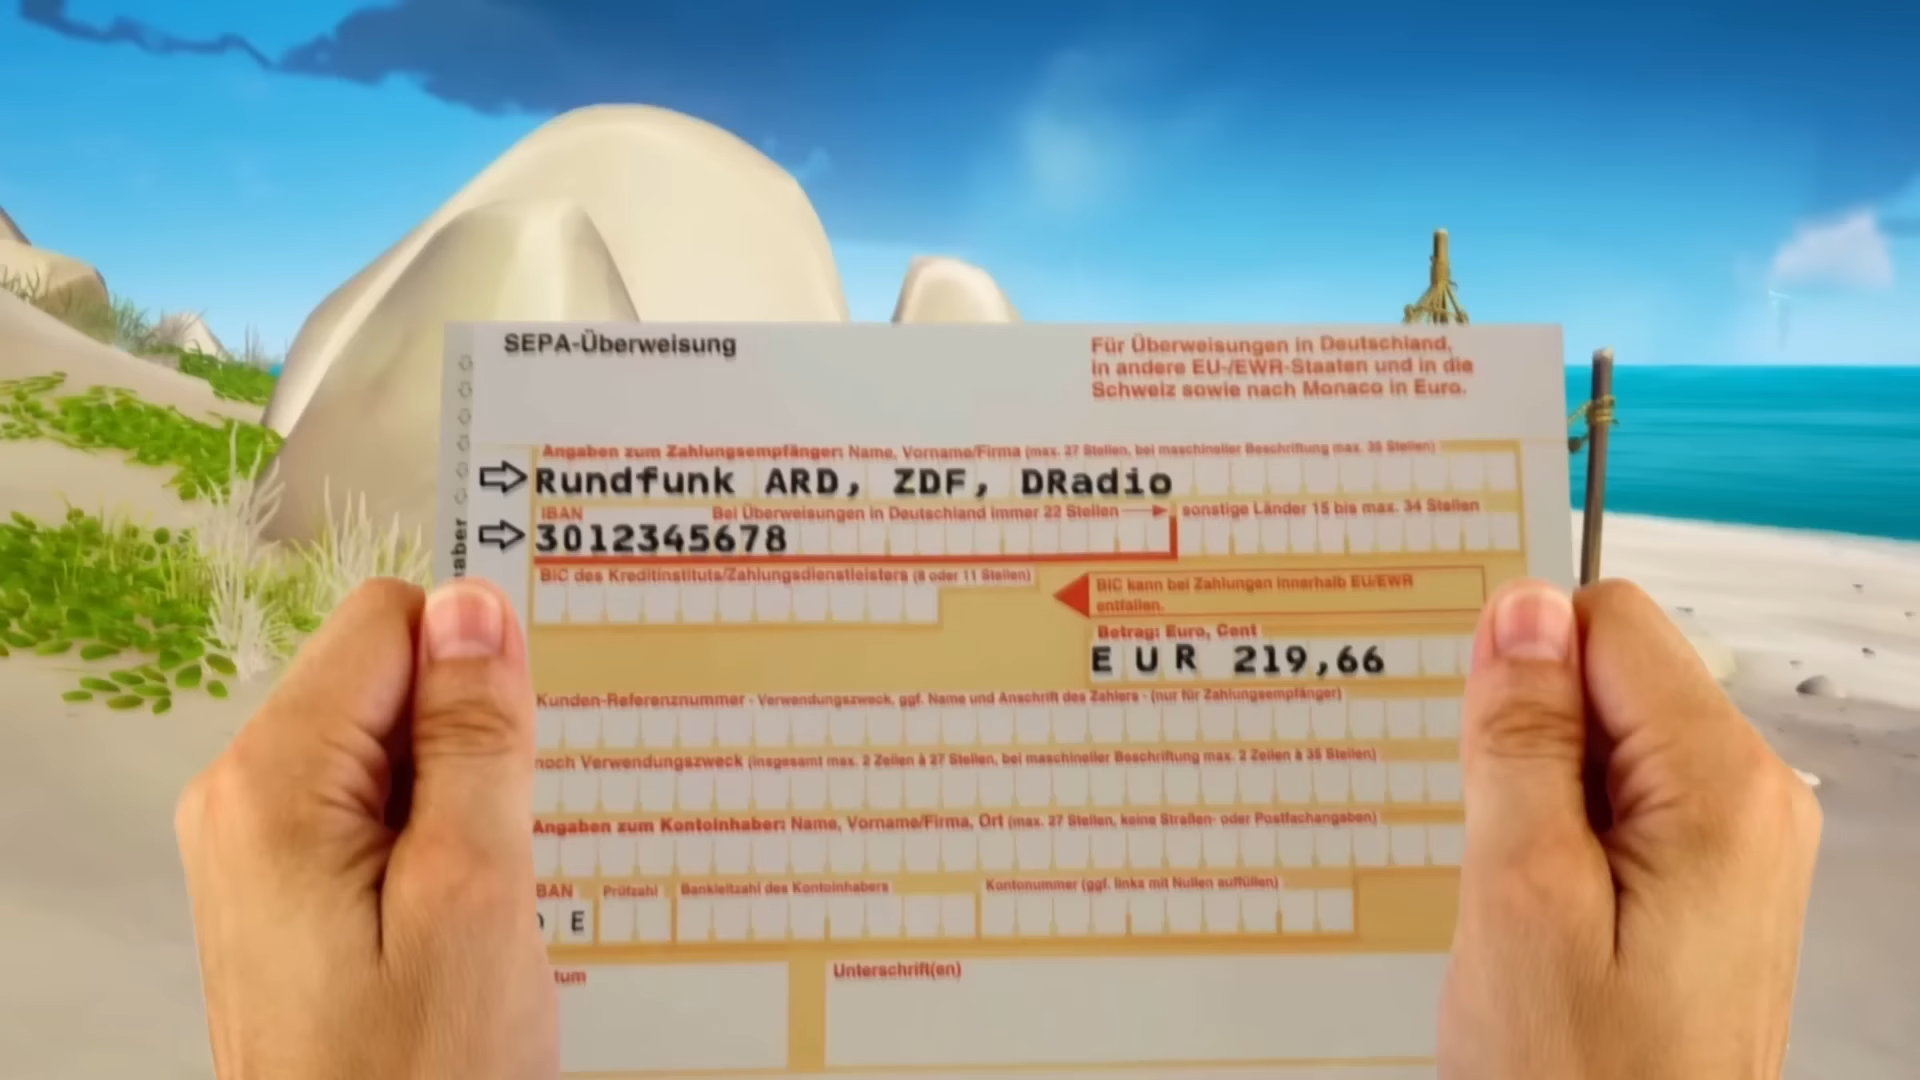 SEPA-Überweisung
Für Überweisungen in Deutschland,
in andere EU-/EWR-Staaten und in die
Schweiz sowie nach Monaco in Euro.
Angaben zum Zahlungsempfänger: Name, Vorname/Firma (max. 27 Stellen, bei maschineller Beschriftung max. 35 Stellen)
Rundfunk ARD, ZDF, DRadio
IBAN Bei Überweisungen in Deutschland immer 22 Stellen sonstige Länder 15 bis max. 34 Stellen
3012345678
BIC des Kreditinstituts/Zahlungsdienstleisters (8 oder 11 Stellen)
BIC kann bei Zahlungen innerhalb EU/EWR
entfallen.
Betrag: Euro, Cent
EUR 219,66
Kunden-Referenznummer - Verwendungszweck, ggf. Name und Anschrift des Zahlers - (nur für Zahlungsempfänger)
noch Verwendungszweck (insgesamt max. 2 Zeilen à 27 Stellen, bei maschineller Beschriftung max. 2 Zeilen à 35 Stellen)
Angaben zum Kontoinhaber: Name, Vorname/Firma, Ort (max. 27 Stellen, keine Straßen- oder Postfachangaben)
BAN Prüfzahl Bankleitzahl des Kontoinhabers Kontonummer (ggf. links mit Nullen auffüllen)
E
tum
Unterschrift(en)